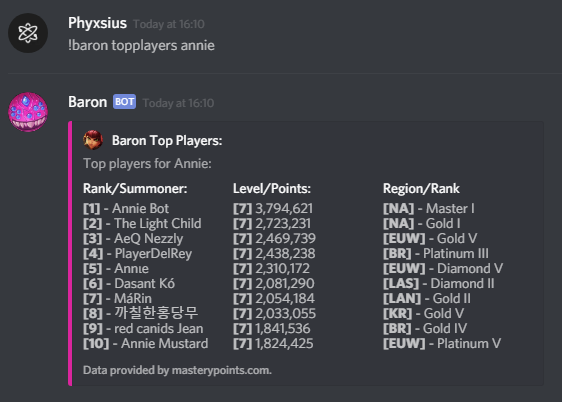 Phyxsius Today at 16:10
!baron topplayers annie
Baron BOT Today at 16:10
Baron Top Players:
Top players for Annie:
Rank/Summoner: Level/Points: Region/Rank
[1] - Annie Bot [7] 3,794,621 [NA] - Master I
[2] - The Light Child [7] 2,723,231 [NA] - Gold I
[3] - AeQ Nezzly [7] 2,469,739 [EUW] - Gold V
[4] - PlayerDelRey [7] 2,438,238 [BR] - Platinum III
[5] - Annιe [7] 2,310,172 [EUW] - Diamond V
[6] - Dasant Kó [7] 2,081,290 [LAS] - Diamond II
[7] - MáRin [7] 2,054,184 [LAN] - Gold II
[8] - 까칠한홍당무 [7] 2,033,055 [KR] - Gold V
[9] - red canids Jean [7] 1,841,536 [BR] - Gold IV
[10] - Annie Mustard [7] 1,824,425 [EUW] - Platinum V
Data provided by masterypoints.com.